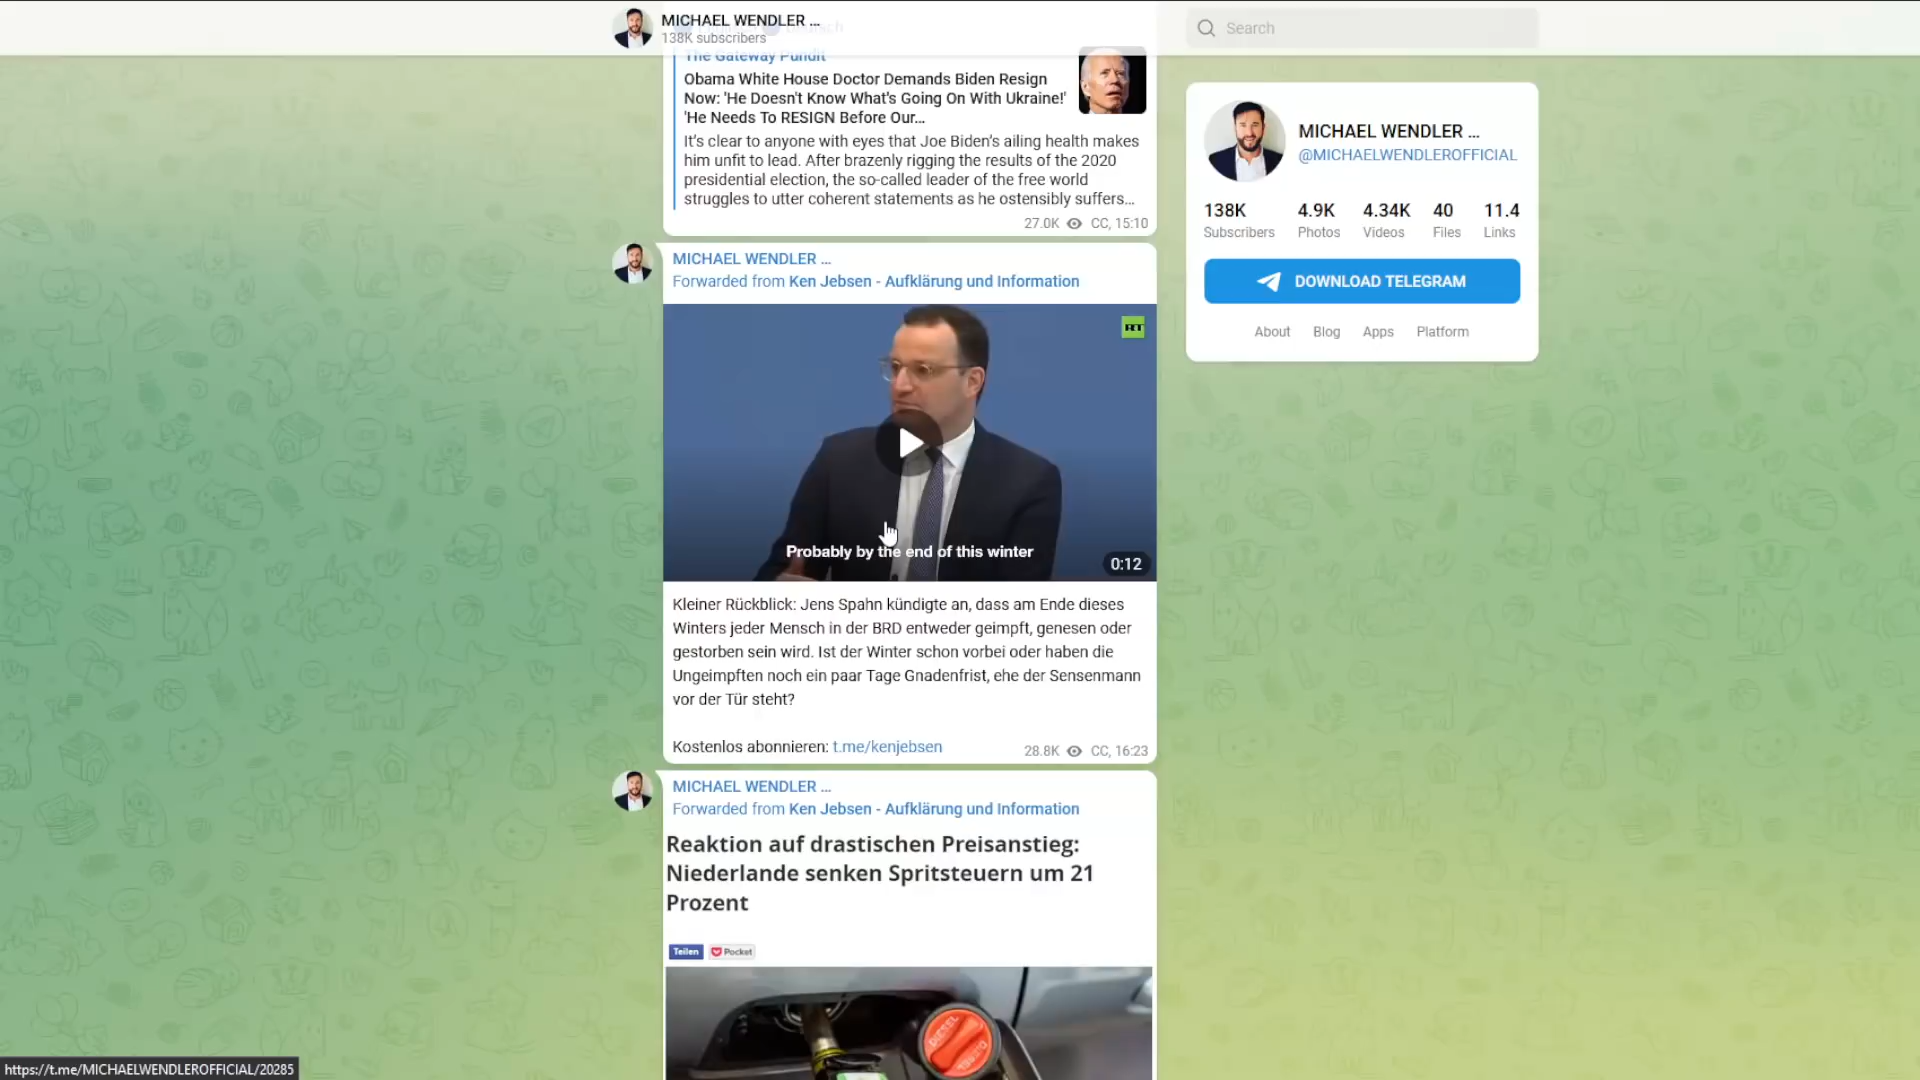 MICHAEL WENDLER ...
138K subscribers
Search
The Gateway Pundit
Obama White House Doctor Demands Biden Resign
Now: 'He Doesn't Know What's Going On With Ukraine!'
'He Needs To RESIGN Before Our...
It's clear to anyone with eyes that Joe Biden's ailing health makes
him unfit to lead. After brazenly rigging the results of the 2020
presidential election, the so-called leader of the free world
struggles to utter coherent statements as he ostensibly suffers...
27.0K CC, 15:10
MICHAEL WENDLER ...
Forwarded from Ken Jebsen - Aufklärung und Information
RT
Probably by the end of this winter
0:12
Kleiner Rückblick: Jens Spahn kündigte an, dass am Ende dieses
Winters jeder Mensch in der BRD entweder geimpft, genesen oder
gestorben sein wird. Ist der Winter schon vorbei oder haben die
Ungeimpften noch ein paar Tage Gnadenfrist, ehe der Sensenmann
vor der Tür steht?
Kostenlos abonnieren: t.me/kenjebsen
28.8K CC, 16:23
MICHAEL WENDLER ...
Forwarded from Ken Jebsen - Aufklärung und Information
Reaktion auf drastischen Preisanstieg:
Niederlande senken Spritsteuern um 21
Prozent
Teilen Pocket
DIESEL
DIESEL
MICHAEL WENDLER ...
@MICHAELWENDLEROFFICIAL
138K 4.9K 4.34K 40 11.4
Subscribers Photos Videos Files Links
DOWNLOAD TELEGRAM
About Blog Apps Platform
https://t.me/MICHAELWENDLEROFFICIAL/20285